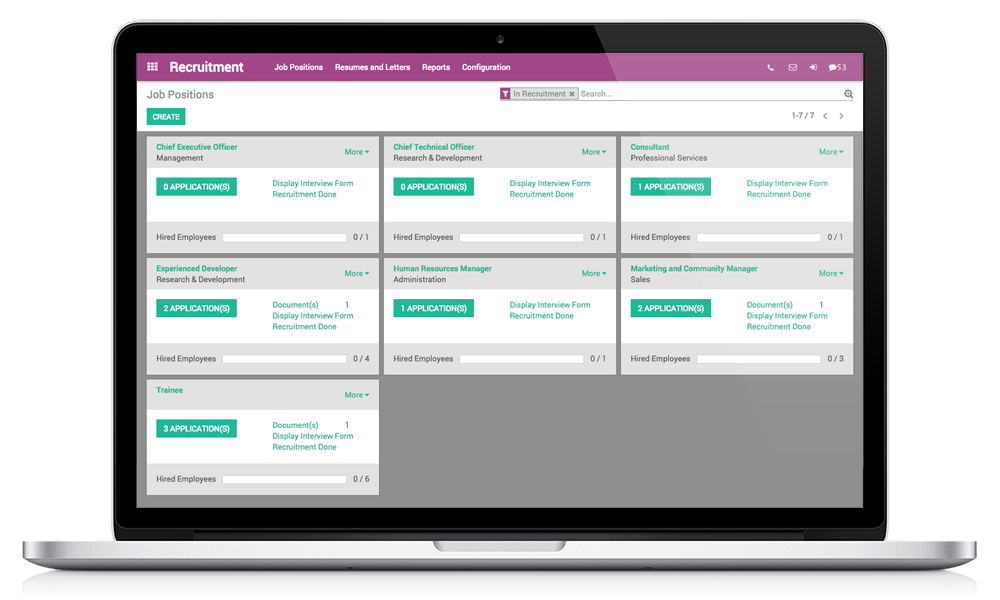 Recruitment Job Positions Resumes and Letters Reports Configuration 53
Job Positions In Recruitment × Search...
CREATE 1-7 / 7
Chief Executive Officer
Management
More
0 APPLICATION(S)
Display Interview Form
Recruitment Done
Hired Employees 0 / 1
Chief Technical Officer
Research & Development
More
0 APPLICATION(S)
Display Interview Form
Recruitment Done
Hired Employees 0 / 1
Consultant
Professional Services
More
1 APPLICATION(S)
Display Interview Form
Recruitment Done
Hired Employees 0 / 1
Experienced Developer
Research & Development
More
2 APPLICATION(S)
Document(s) 1
Display Interview Form
Recruitment Done
Hired Employees 0 / 4
Human Resources Manager
Administration
More
1 APPLICATION(S)
Display Interview Form
Recruitment Done
Hired Employees 0 / 1
Marketing and Community Manager
Sales
More
2 APPLICATION(S)
Document(s) 1
Display Interview Form
Recruitment Done
Hired Employees 0 / 3
Trainee
More
3 APPLICATION(S)
Document(s) 1
Display Interview Form
Recruitment Done
Hired Employees 0 / 6